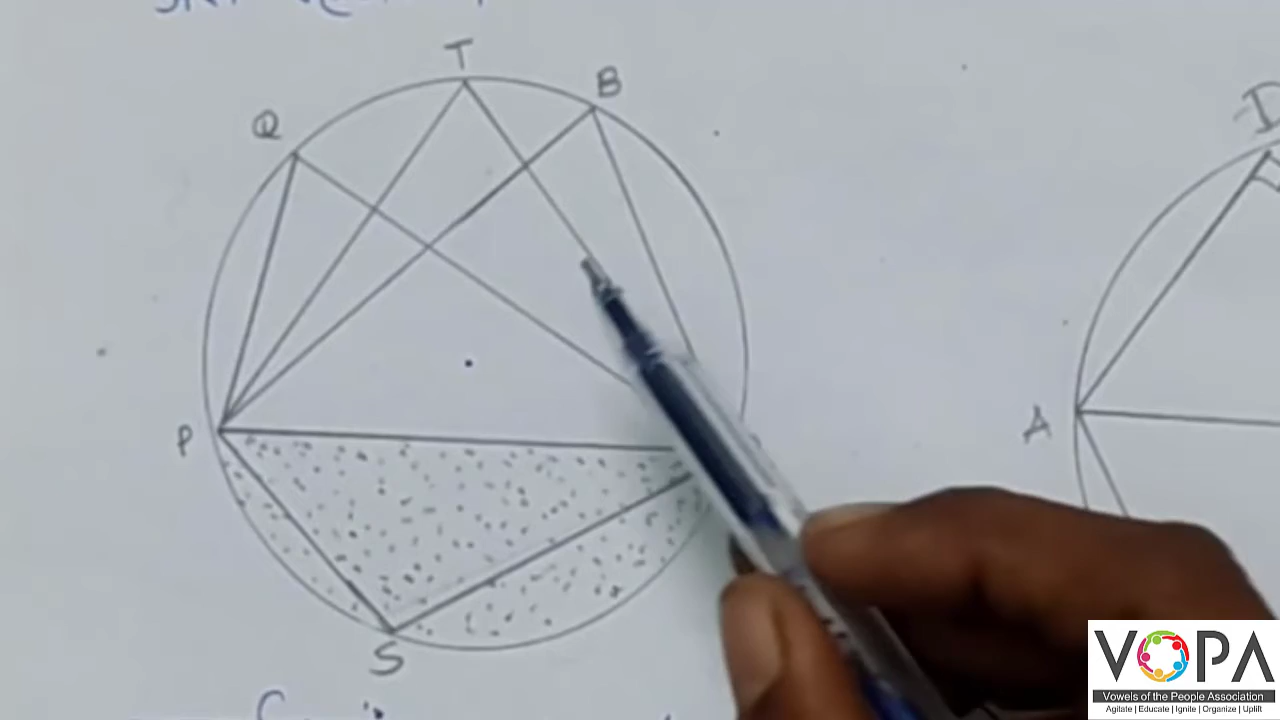 T
B
Q
D
P
A
S
VOPA
Vowels of the People Association
Agitate | Educate | Ignite | Organize | Uplift